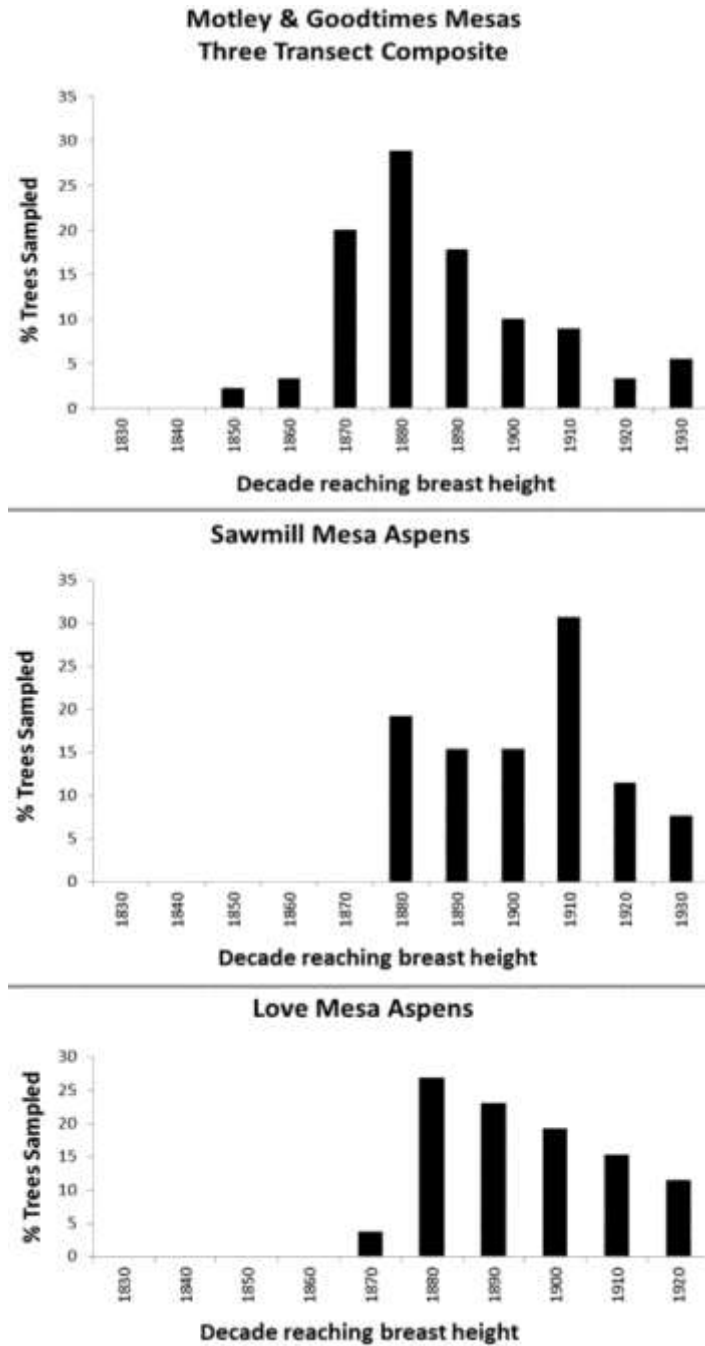 Motley & Goodtimes Mesas
Three Transect Composite
% Trees Sampled
35
30
25
20
15
10
5
0
1830 1840 1850 1860 1870 1880 1890 1900 1910 1920 1930
Decade reaching breast height
Sawmill Mesa Aspens
% Trees Sampled
35
30
25
20
15
10
5
0
1830 1840 1850 1860 1870 1880 1890 1900 1910 1920 1930
Decade reaching breast height
Love Mesa Aspens
% Trees Sampled
30
25
20
15
10
5
0
1830 1840 1850 1860 1870 1880 1890 1900 1910 1920
Decade reaching breast height